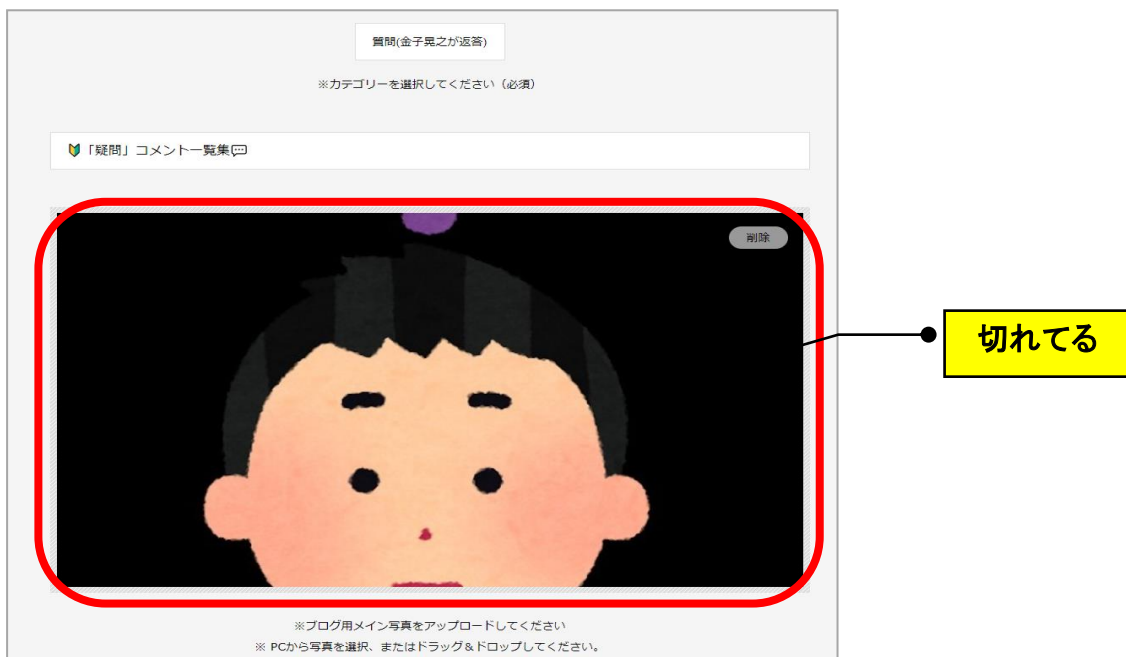 質問(金子晃之が返答)
※カテゴリーを選択してください（必須）
🔰「疑問」コメント一覧集💬
削除
切れてる
※ブログ用メイン写真をアップロードしてください
※ PCから写真を選択、またはドラッグ＆ドロップしてください。